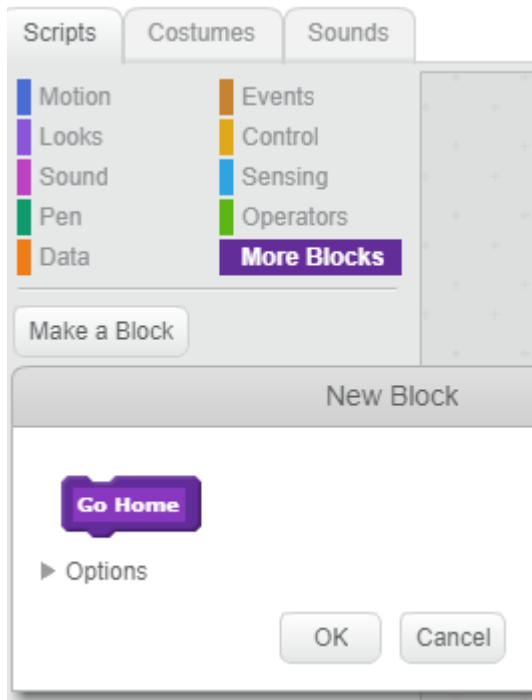 Scripts Costumes Sounds
Motion Events
Looks Control
Sound Sensing
Pen Operators
Data More Blocks
Make a Block
New Block
Go Home
Options
OK Cancel